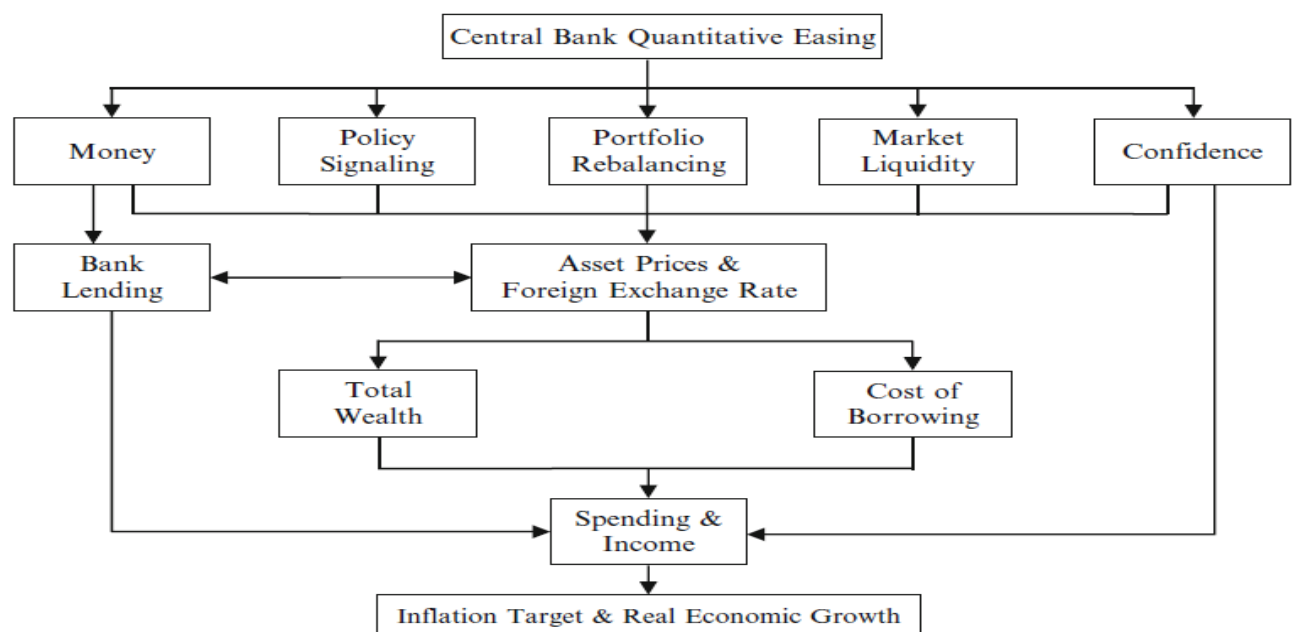 Central Bank Quantitative Easing
Money
Policy
Signaling
Portfolio
Rebalancing
Market
Liquidity
Confidence
Bank
Lending
Asset Prices &
Foreign Exchange Rate
Total
Wealth
Cost of
Borrowing
Spending &
Income
Inflation Target & Real Economic Growth